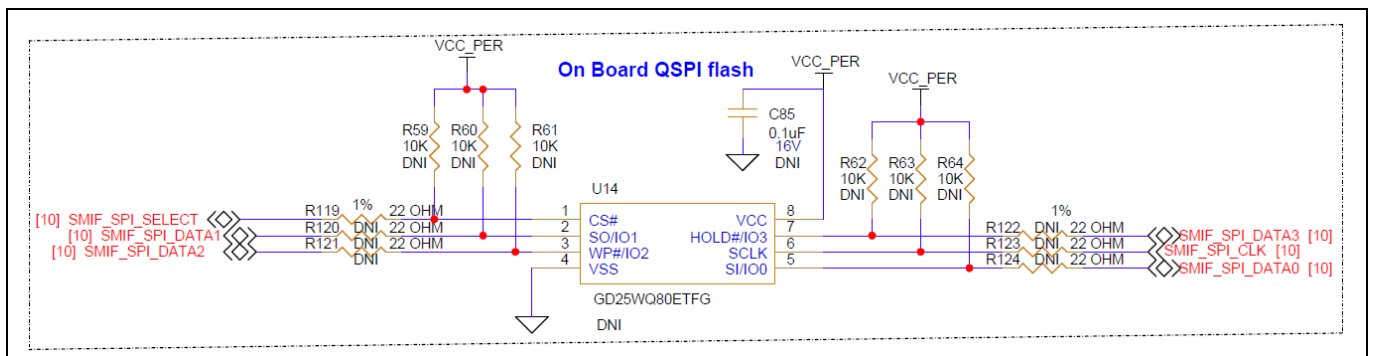 VCC_PER
On Board QSPI flash
VCC_PER
VCC_PER
R59
10K
DNI
R60
10K
DNI
R61
10K
DNI
C85
0.1uF
16V
DNI
R62
10K
DNI
R63
10K
DNI
R64
10K
DNI
U14
[10] SMIF_SPI_SELECT
R119 1% 22 OHM
1 CS#
VCC 8
[10] SMIF_SPI_DATA1
R120 DNI 22 OHM
2 SO/IO1
HOLD#/IO3 7
R122 DNI 22 OHM
1%
SMIF_SPI_DATA3 [10]
[10] SMIF_SPI_DATA2
R121 DNI 22 OHM
DNI
3 WP#/IO2
SCLK 6
R123 DNI 22 OHM
SMIF_SPI_CLK [10]
4 VSS
SI/IO0 5
R124 DNI 22 OHM
SMIF_SPI_DATA0 [10]
GD25WQ80ETFG
DNI